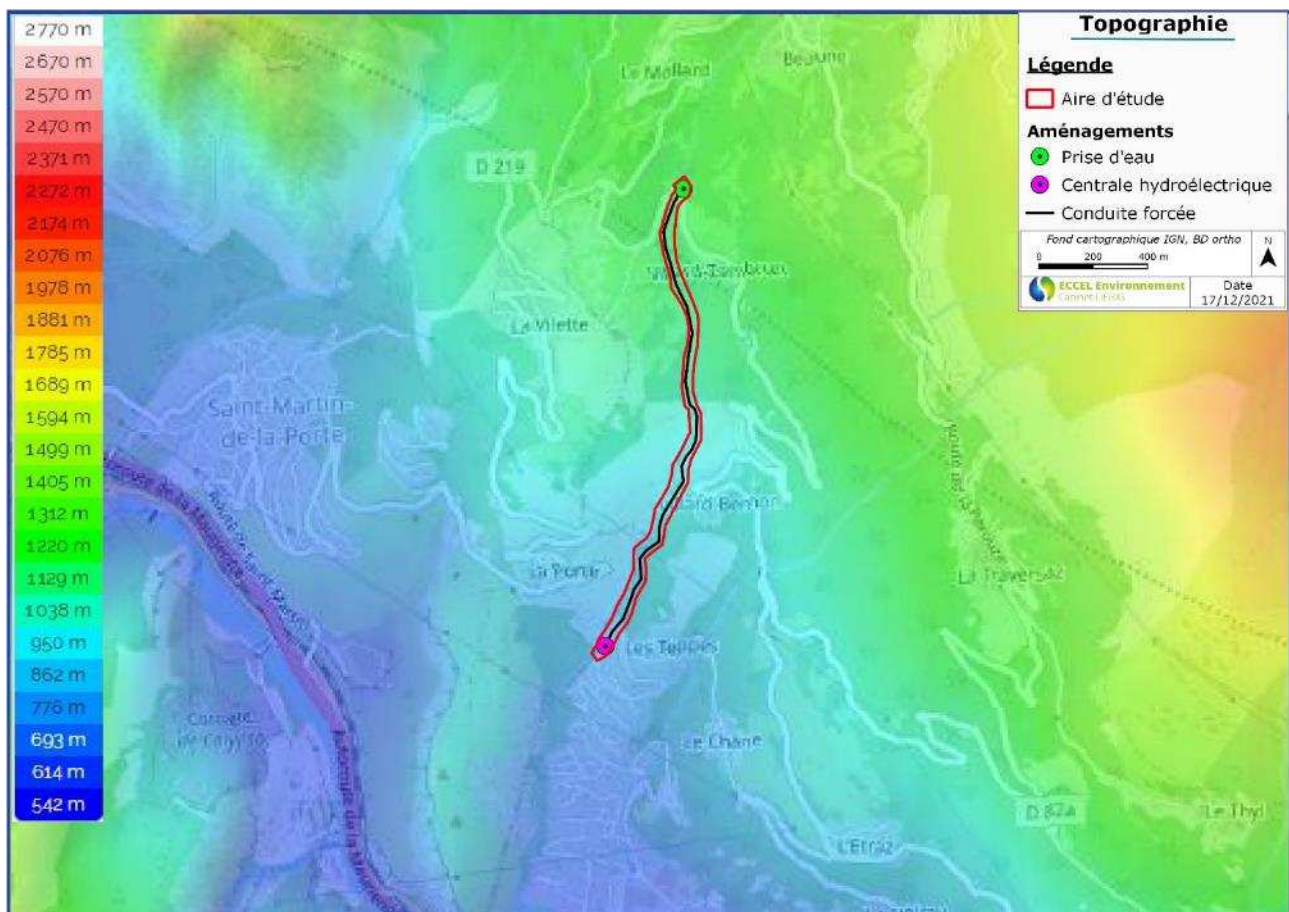 2770 m
2670 m
2570 m
2470 m
2371 m
2272 m
2174 m
2076 m
1978 m
1881 m
1785 m
1689 m
1594 m
1499 m
1405 m
1312 m
1220 m
1129 m
1038 m
950 m
862 m
776 m
693 m
614 m
542 m
Topographie
Légende
Aire d'étude
Aménagements
Prise d'eau
Centrale hydroélectrique
Conduite forcée
Fond cartographique IGN, BD ortho
N
0 200 400 m
ECCEL Environnement
Cabinet
Date
17/12/2021
Le Mollard
Beaune
D 219
La Vilette
Saint-Martin-
de-la-Porte
La Porte
Les Teppes
La Traversaz
Le Chane
D 82A
Le Thyl
L'Etraz